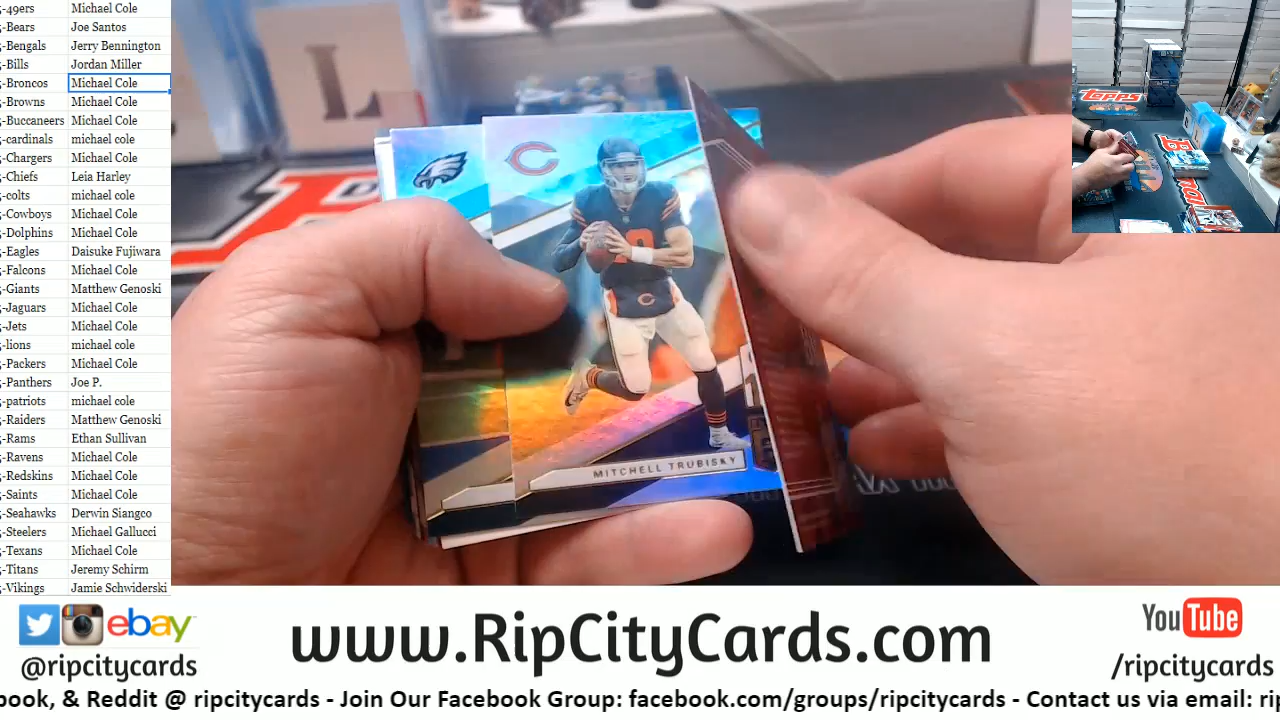 ;-49ers Michael Cole
;-Bears Joe Santos
;-Bengals Jerry Bennington
;-Bills Jordan Miller
;-Broncos Michael Cole
;-Browns Michael Cole
;-Buccaneers Michael Cole
;-cardinals michael cole
;-Chargers Michael Cole
;-Chiefs Leia Harley
;-colts michael cole
;-Cowboys Michael Cole
;-Dolphins Michael Cole
;-Eagles Daisuke Fujiwara
;-Falcons Michael Cole
;-Giants Matthew Genoski
;-Jaguars Michael Cole
;-Jets Michael Cole
;-lions michael cole
;-Packers Michael Cole
;-Panthers Joe P.
;-patriots michael cole
;-Raiders Matthew Genoski
;-Rams Ethan Sullivan
;-Ravens Michael Cole
;-Redskins Michael Cole
;-Saints Michael Cole
;-Seahawks Derwin Siangco
;-Steelers Michael Gallucci
;-Texans Michael Cole
;-Titans Jeremy Schirm
;-Vikings Jamie Schwiderski
L
C
MITCHELL TRUBISKY
Topps
B
ebay
@ripcitycards
www.RipCityCards.com
YouTube
/ripcitycards
book, & Reddit @ ripcitycards - Join Our Facebook Group: facebook.com/groups/ripcitycards - Contact us via email: rip